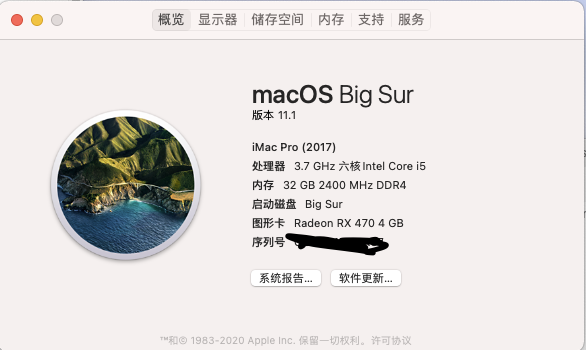 概览 显示器 储存空间 内存 支持 服务
macOS Big Sur
版本 11.1
iMac Pro (2017)
处理器 3.7 GHz 六核Intel Core i5
内存 32 GB 2400 MHz DDR4
启动磁盘 Big Sur
图形卡 Radeon RX 470 4 GB
序列号
系统报告... 软件更新...
™和© 1983-2020 Apple Inc. 保留一切权利。许可协议